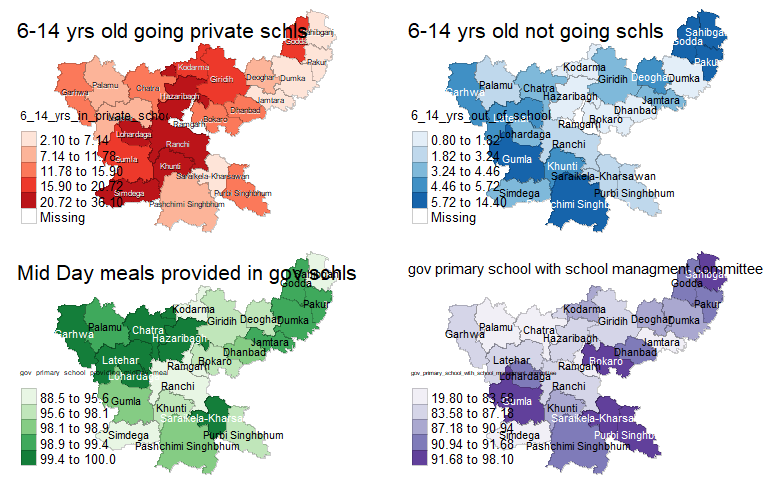 6-14 yrs old going private schls
Sahibganj
Godda
Pakur
Kodarma
Giridih
Deoghar
Dumka
Palamu
Chatra
Garhwa
Hazaribagh
Jamtara
Dhanbad
Bokaro
Ramgarh
Lohardaga
Ranchi
Gumla
Khunti
Saraikela-Kharsawan
Simdega
Purbi Singhbhum
Pashchimi Singhbhum
6_14_yrs_in_private_school
2.10 to 7.14
7.14 to 11.78
11.78 to 15.90
15.90 to 20.72
20.72 to 36.10
Missing
6-14 yrs old not going schls
Sahibganj
Godda
Pakur
Kodarma
Giridih
Deoghar
Dumka
Palamu
Chatra
Garhwa
Hazaribagh
Jamtara
Dhanbad
Bokaro
Ramgarh
Ranchi
Gumla
Khunti
Saraikela-Kharsawan
Simdega
Purbi Singhbhum
Pashchimi Singhbhum
6_14_yrs_out_of_school
0.80 to 1.82
1.82 to 3.24
3.24 to 4.46
4.46 to 5.72
5.72 to 14.40
Missing
Mid Day meals provided in gov schls
Sahibganj
Godda
Pakur
Kodarma
Giridih
Deoghar
Dumka
Palamu
Chatra
Garhwa
Hazaribagh
Jamtara
Dhanbad
Bokaro
Latehar
Ramgarh
Lohardaga
Ranchi
Gumla
Khunti
Saraikela-Kharsawan
Simdega
Purbi Singhbhum
Pashchimi Singhbhum
88.5 to 95.6
95.6 to 98.1
98.1 to 98.9
98.9 to 99.4
99.4 to 100.0
gov primary school with school managment committee
Sahibganj
Godda
Pakur
Kodarma
Giridih
Deoghar
Dumka
Palamu
Chatra
Garhwa
Hazaribagh
Jamtara
Dhanbad
Bokaro
Latehar
Ramgarh
Lohardaga
Ranchi
Gumla
Khunti
Saraikela-Kharsawan
Simdega
Purbi Singhbhum
Pashchimi Singhbhum
gov_primary_school_with_school_managment_committee
19.80 to 83.58
83.58 to 87.18
87.18 to 90.94
90.94 to 91.68
91.68 to 98.10